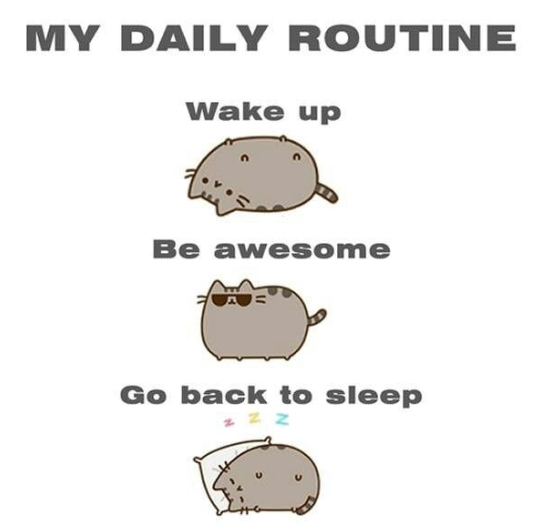 MY DAILY ROUTINE
Wake up
Be awesome
Go back to sleep
z z z